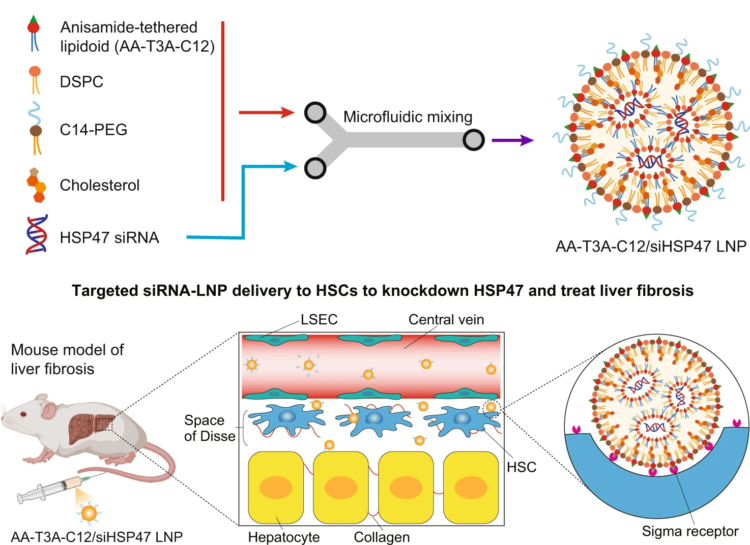 Anisamide-tethered
lipidoid (AA-T3A-C12)
DSPC
C14-PEG
Cholesterol
HSP47 siRNA
Microfluidic mixing
AA-T3A-C12/siHSP47 LNP
Targeted siRNA-LNP delivery to HSCs to knockdown HSP47 and treat liver fibrosis
Mouse model of
liver fibrosis
AA-T3A-C12/siHSP47 LNP
LSEC
Central vein
Space
of Disse
HSC
Hepatocyte
Collagen
Sigma receptor